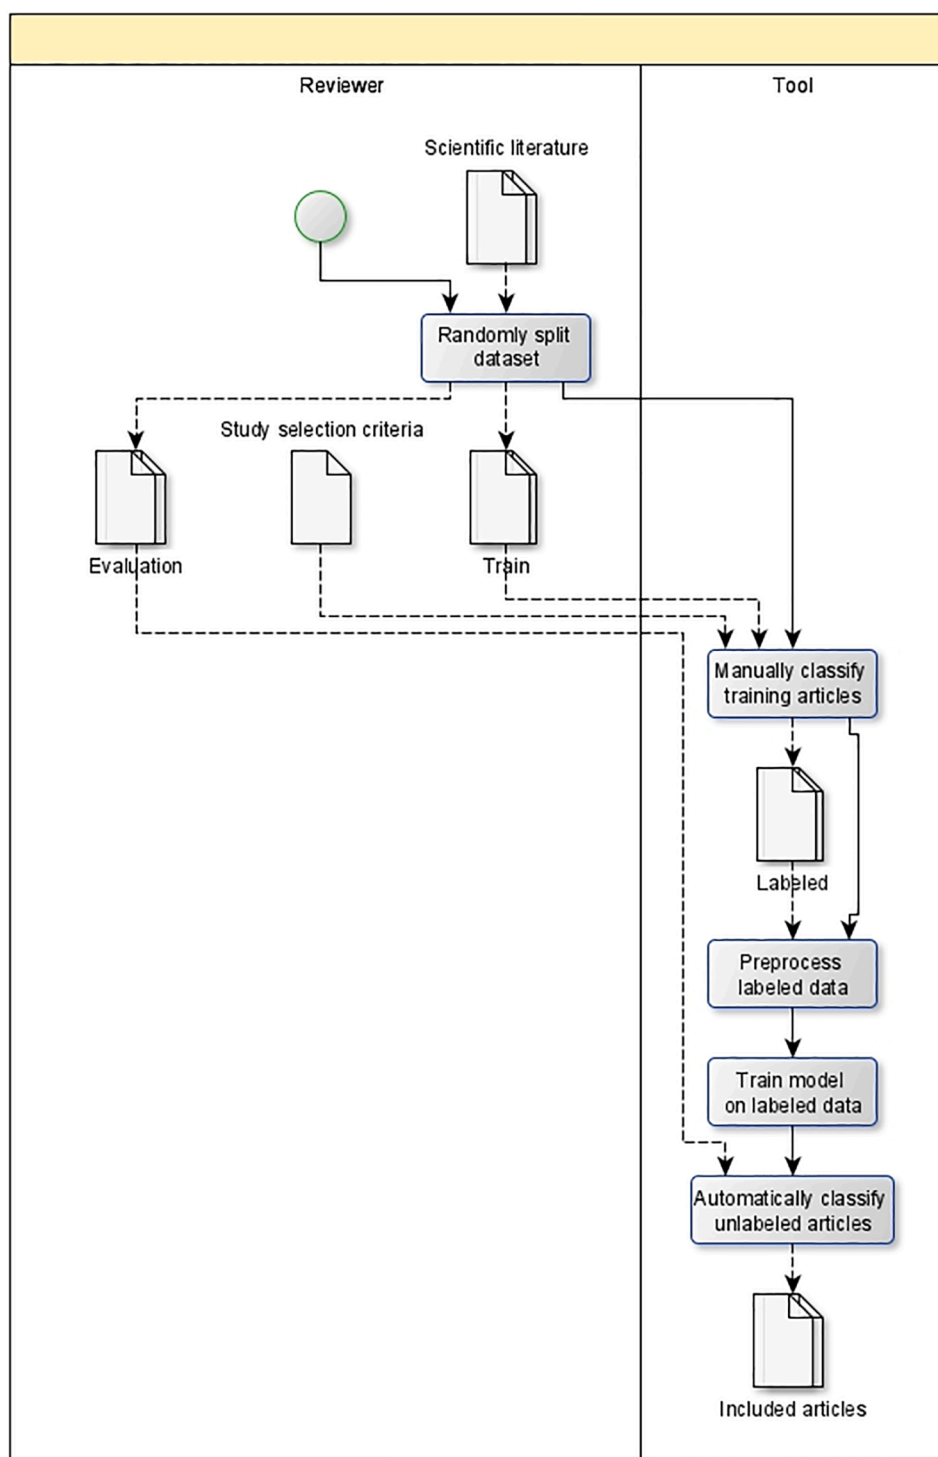 Reviewer
Tool
Scientific literature
Randomly split
dataset
Study selection criteria
Evaluation
Train
Manually classify
training articles
Labeled
Preprocess
labeled data
Train model
on labeled data
Automatically classify
unlabeled articles
Included articles